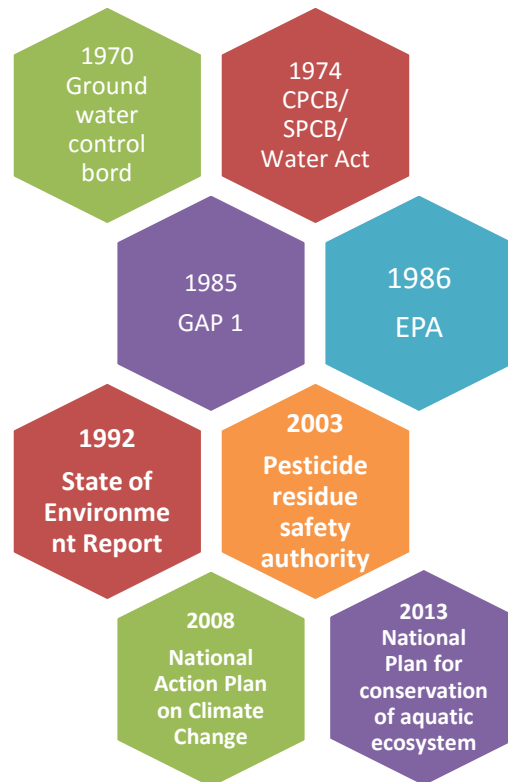 1970
Ground
water
control
bord
1974
CPCB/
SPCB/
Water Act
1985
GAP 1
1986
EPA
1992
State of
Environme
nt Report
2003
Pesticide
residue
safety
authority
2008
National
Action Plan
on Climate
Change
2013
National
Plan for
conservation
of aquatic
ecosystem